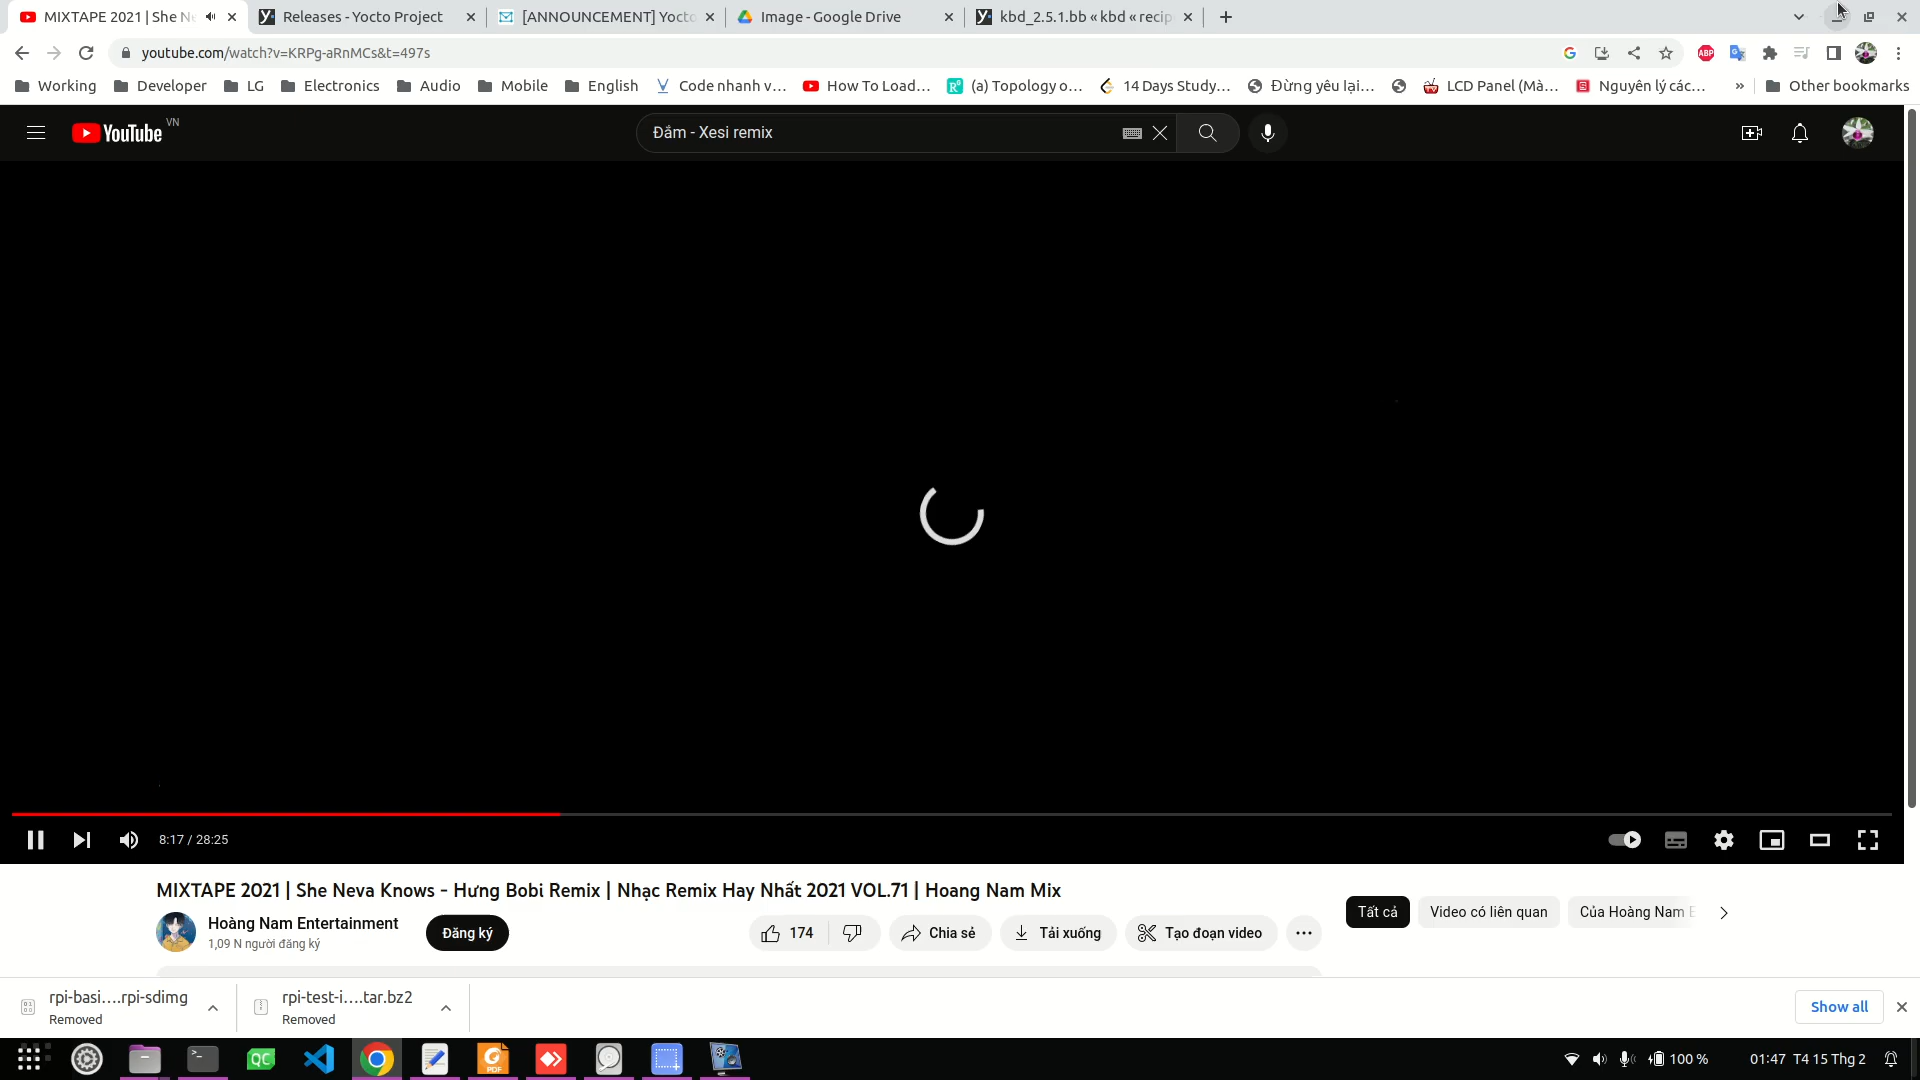 MIXTAPE 2021 | She Ne
Releases - Yocto Project
[ANNOUNCEMENT] Yocto
Image - Google Drive
kbd_2.5.1.bb « kbd « recip
youtube.com/watch?v=KRPg-aRnMCs&t=497s
ABP
Working
Developer
LG
Electronics
Audio
Mobile
English
Code nhanh v...
How To Load...
(a) Topology o...
14 Days Study...
Đừng yêu lại...
LCD Panel (Mà...
Nguyên lý các...
»
Other bookmarks
YouTube VN
Đắm - Xesi remix
8:17 / 28:25
MIXTAPE 2021 | She Neva Knows - Hưng Bobi Remix | Nhạc Remix Hay Nhất 2021 VOL.71 | Hoang Nam Mix
Hoàng Nam Entertainment
1,09 N người đăng ký
Đăng ký
174
Chia sẻ
Tải xuống
Tạo đoạn video
Tất cả
Video có liên quan
Của Hoàng Nam E
rpi-basi....rpi-sdimg
Removed
rpi-test-i....tar.bz2
Removed
Show all
QC
PDF
100 %
01:47 T4 15 Thg 2